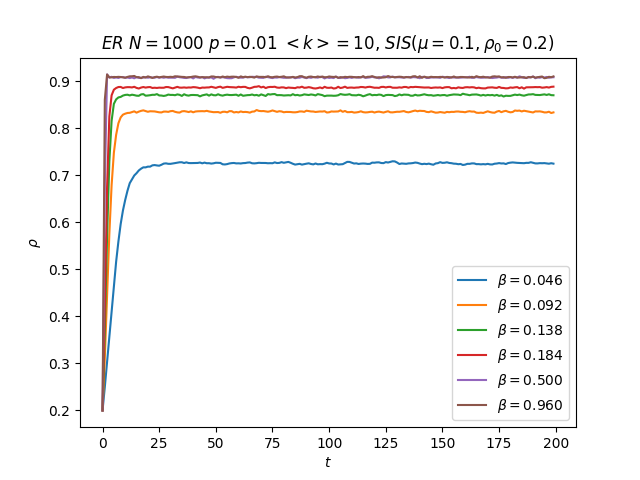 ER N = 1000 p = 0.01 < k >= 10, SIS(μ = 0.1, ρ₀ = 0.2)
0.9
0.8
0.7
0.6
0.5
0.4
0.3
0.2
ρ
β = 0.046
β = 0.092
β = 0.138
β = 0.184
β = 0.500
β = 0.960
0 25 50 75 100 125 150 175 200
t